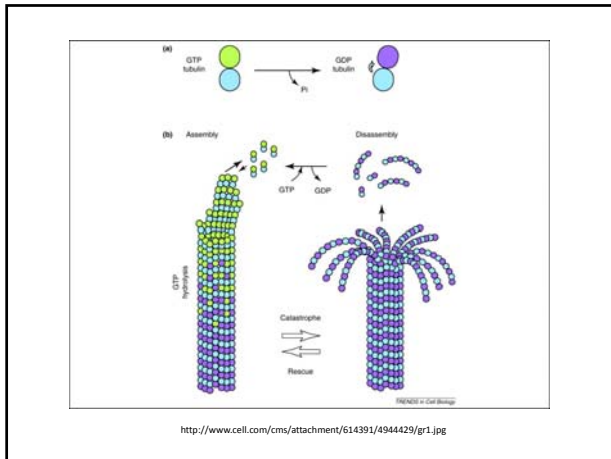 (a)
GTP
tubulin
GDP
tubulin
Pi
(b) Assembly
Disassembly
GTP
GDP
GTP
hydrolysis
Catastrophe
Rescue
TRENDS in Cell Biology
http://www.cell.com/cms/attachment/614391/4944429/gr1.jpg